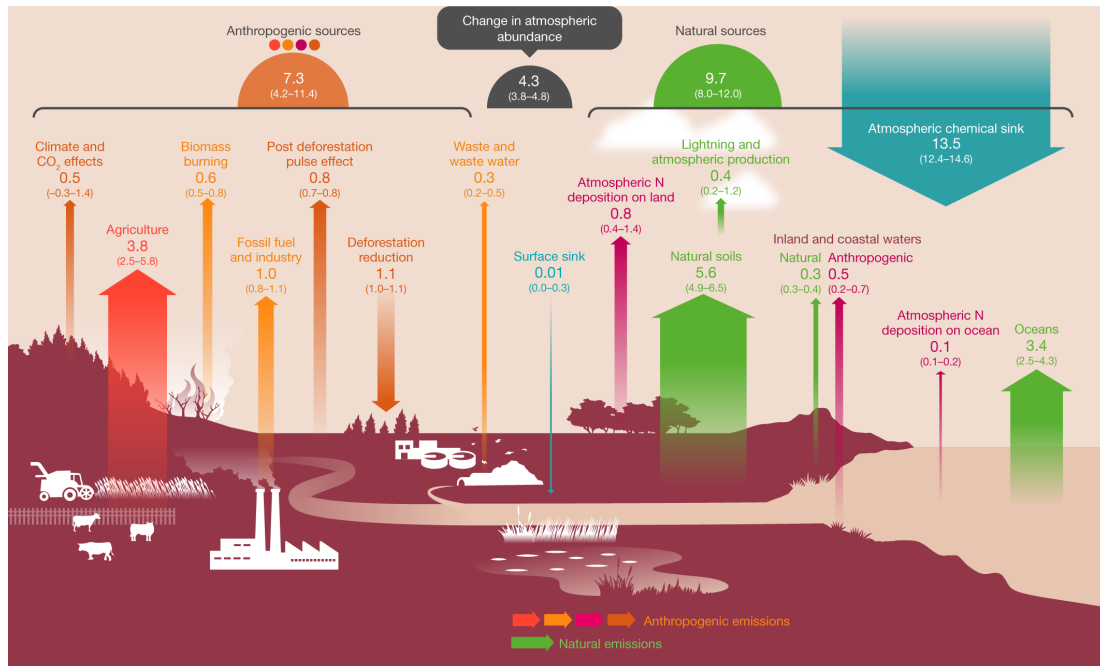 Anthropogenic sources
7.3
(4.2–11.4)
Change in atmospheric
abundance
4.3
(3.8–4.8)
Natural sources
9.7
(8.0–12.0)
Atmospheric chemical sink
13.5
(12.4–14.6)
Climate and
CO₂ effects
0.5
(−0.3–1.4)
Agriculture
3.8
(2.5–5.8)
Biomass
burning
0.6
(0.5–0.8)
Fossil fuel
and industry
1.0
(0.8–1.1)
Post deforestation
pulse effect
0.8
(0.7–0.8)
Deforestation
reduction
1.1
(1.0–1.1)
Waste and
waste water
0.3
(0.2–0.5)
Surface sink
0.01
(0.0–0.3)
Atmospheric N
deposition on land
0.8
(0.4–1.4)
Lightning and
atmospheric production
0.4
(0.2–1.2)
Natural soils
5.6
(4.9–6.5)
Inland and coastal waters
Natural
0.3
(0.3–0.4)
Anthropogenic
0.5
(0.2–0.7)
Atmospheric N
deposition on ocean
0.1
(0.1–0.2)
Oceans
3.4
(2.5–4.3)
Anthropogenic emissions
Natural emissions